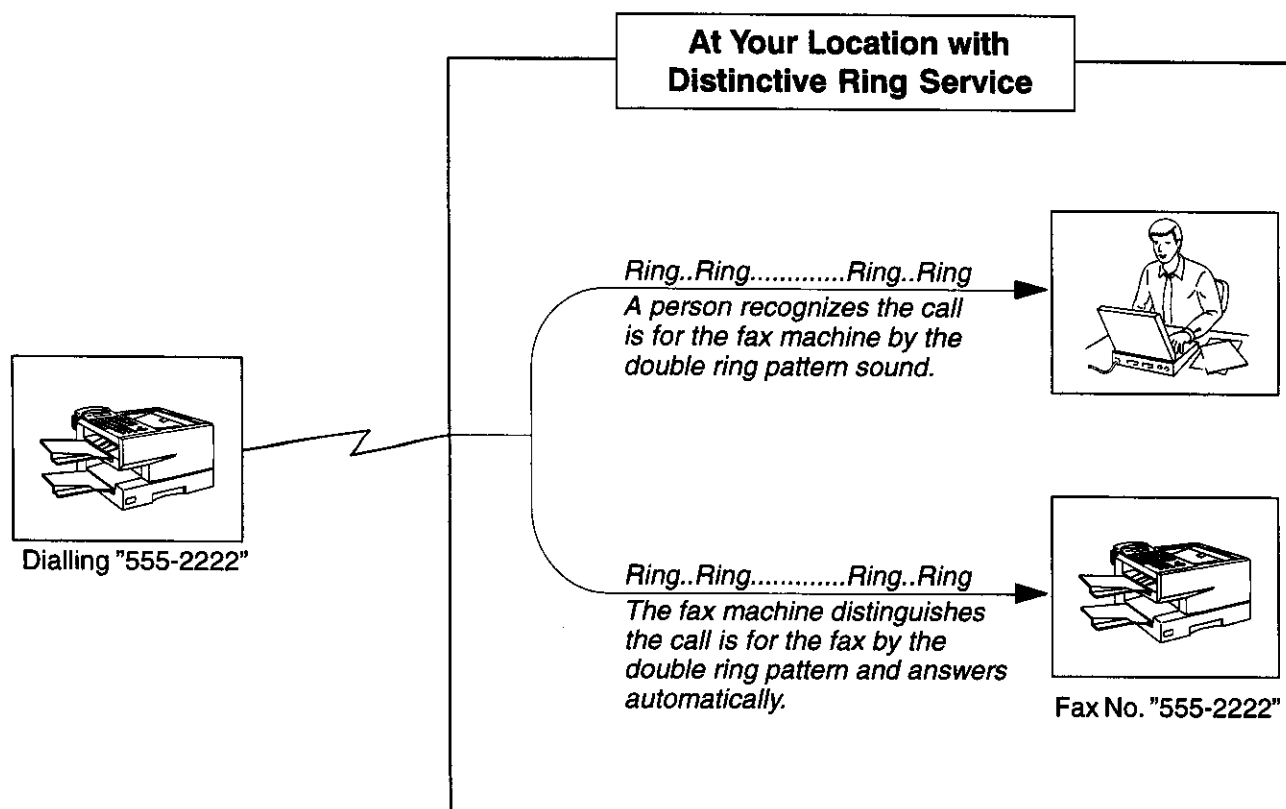 At Your Location with
Distinctive Ring Service
Ring..Ring.............Ring..Ring
A person recognizes the call
is for the fax machine by the
double ring pattern sound.
Dialling "555-2222"
Ring..Ring.............Ring..Ring
The fax machine distinguishes
the call is for the fax by the
double ring pattern and answers
automatically.
Fax No. "555-2222"